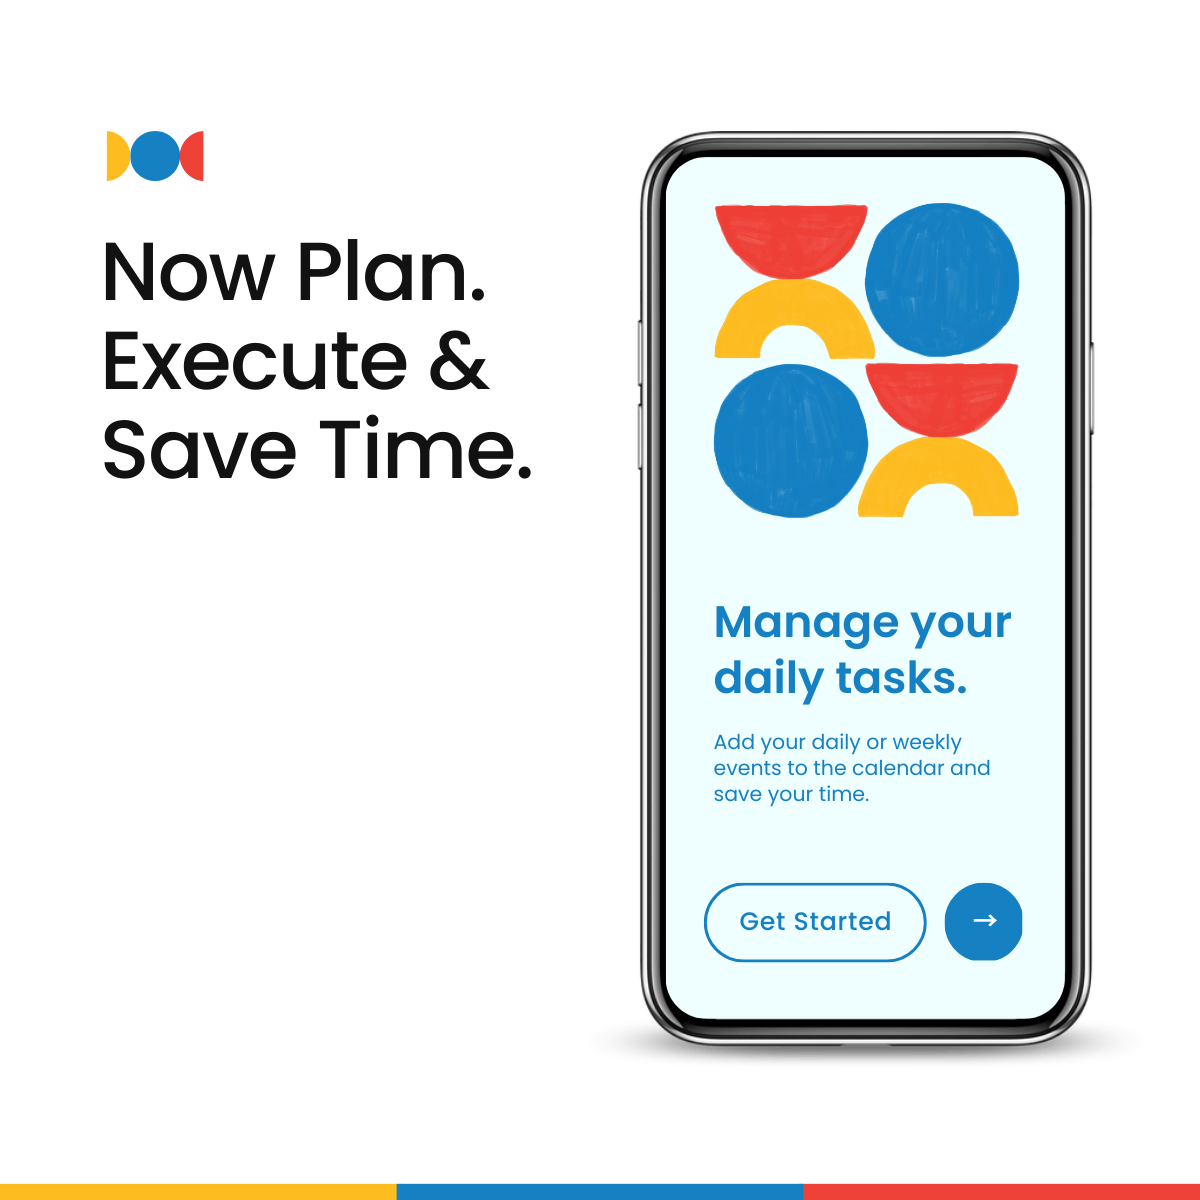 Now Plan.
Execute &
Save Time.
Manage your
daily tasks.
Add your daily or weekly
events to the calendar and
save your time.
Get Started →